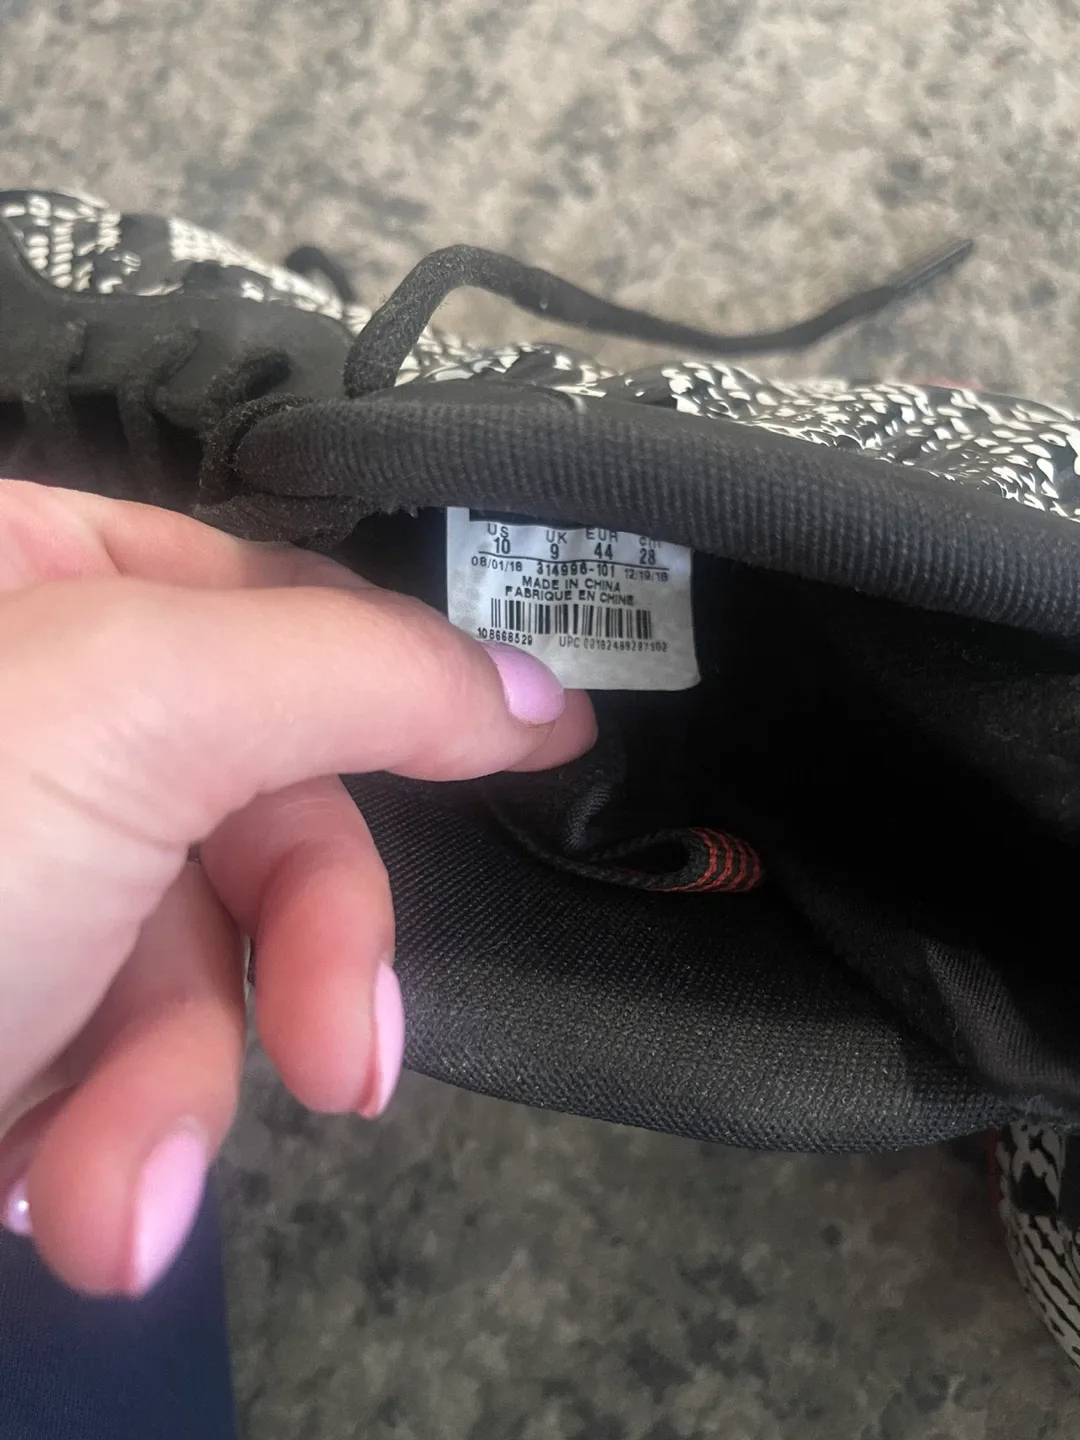 US UK EUR cm
10 9 44 28
08/01/18 314996-101 12/19/18
MADE IN CHINA
FABRIQUE EN CHINE
UPC